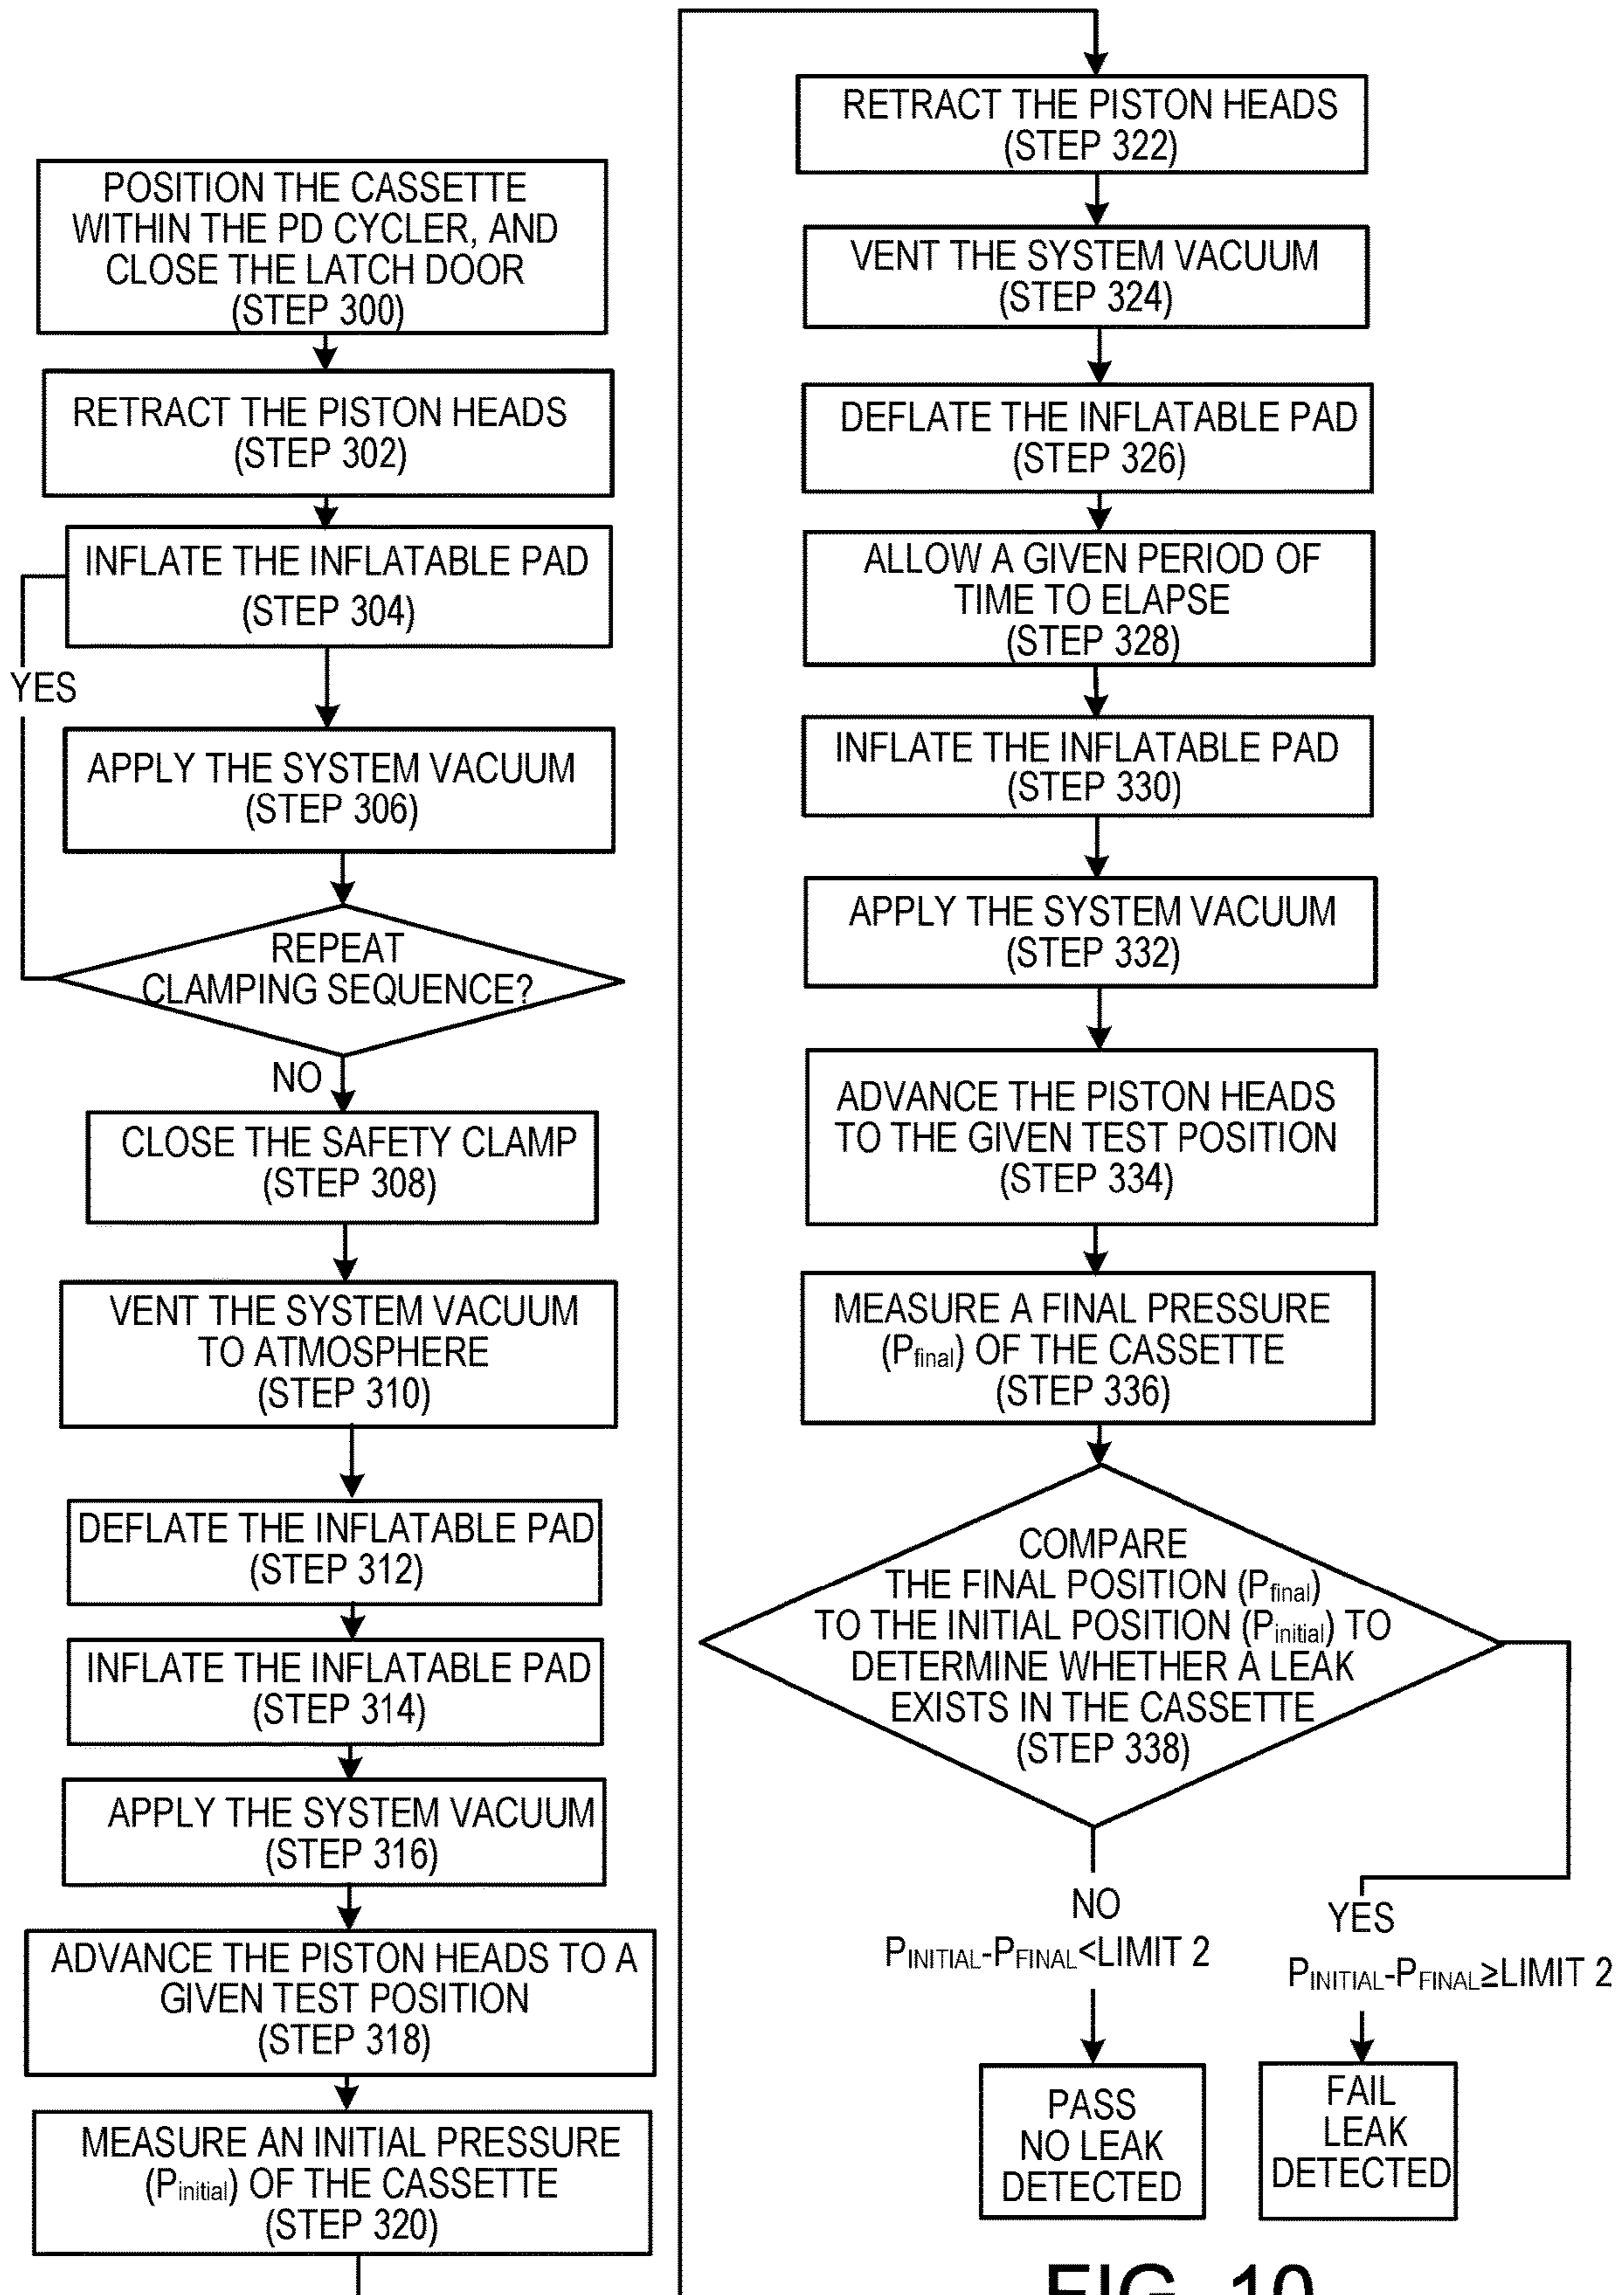 POSITION THE CASSETTE
WITHIN THE PD CYCLER, AND
CLOSE THE LATCH DOOR
(STEP 300)
RETRACT THE PISTON HEADS
(STEP 302)
INFLATE THE INFLATABLE PAD
(STEP 304)
YES
APPLY THE SYSTEM VACUUM
(STEP 306)
REPEAT
CLAMPING SEQUENCE?
NO
CLOSE THE SAFETY CLAMP
(STEP 308)
VENT THE SYSTEM VACUUM
TO ATMOSPHERE
(STEP 310)
DEFLATE THE INFLATABLE PAD
(STEP 312)
INFLATE THE INFLATABLE PAD
(STEP 314)
APPLY THE SYSTEM VACUUM
(STEP 316)
ADVANCE THE PISTON HEADS TO A
GIVEN TEST POSITION
(STEP 318)
MEASURE AN INITIAL PRESSURE
(Pinitial) OF THE CASSETTE
(STEP 320)
RETRACT THE PISTON HEADS
(STEP 322)
VENT THE SYSTEM VACUUM
(STEP 324)
DEFLATE THE INFLATABLE PAD
(STEP 326)
ALLOW A GIVEN PERIOD OF
TIME TO ELAPSE
(STEP 328)
INFLATE THE INFLATABLE PAD
(STEP 330)
APPLY THE SYSTEM VACUUM
(STEP 332)
ADVANCE THE PISTON HEADS
TO THE GIVEN TEST POSITION
(STEP 334)
MEASURE A FINAL PRESSURE
(Pfinal) OF THE CASSETTE
(STEP 336)
COMPARE
THE FINAL POSITION (Pfinal)
TO THE INITIAL POSITION (Pinitial) TO
DETERMINE WHETHER A LEAK
EXISTS IN THE CASSETTE
(STEP 338)
NO
PINITIAL-PFINAL<LIMIT 2
YES
PINITIAL-PFINAL≥LIMIT 2
PASS
NO LEAK
DETECTED
FAIL
LEAK
DETECTED
FIG. 10